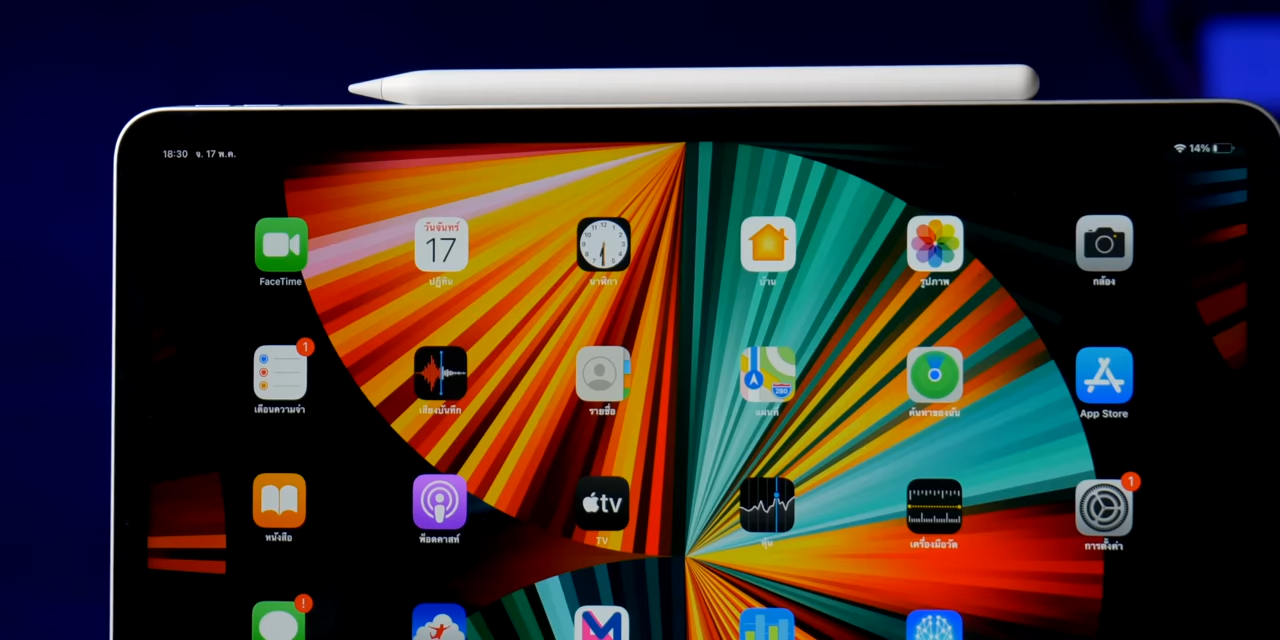 18:30 จ. 17 พ.ค.
14%
วันจันทร์
17
FaceTime
ปฏิทิน
นาฬิกา
บ้าน
รูปภาพ
กล้อง
1
280
เตือนความจำ
เสียงบันทึก
รายชื่อ
แผนที่
ค้นหาของฉัน
App Store
tv
1
หนังสือ
พ็อดคาสท์
TV
หุ้น
เครื่องมือวัด
การตั้งค่า
!